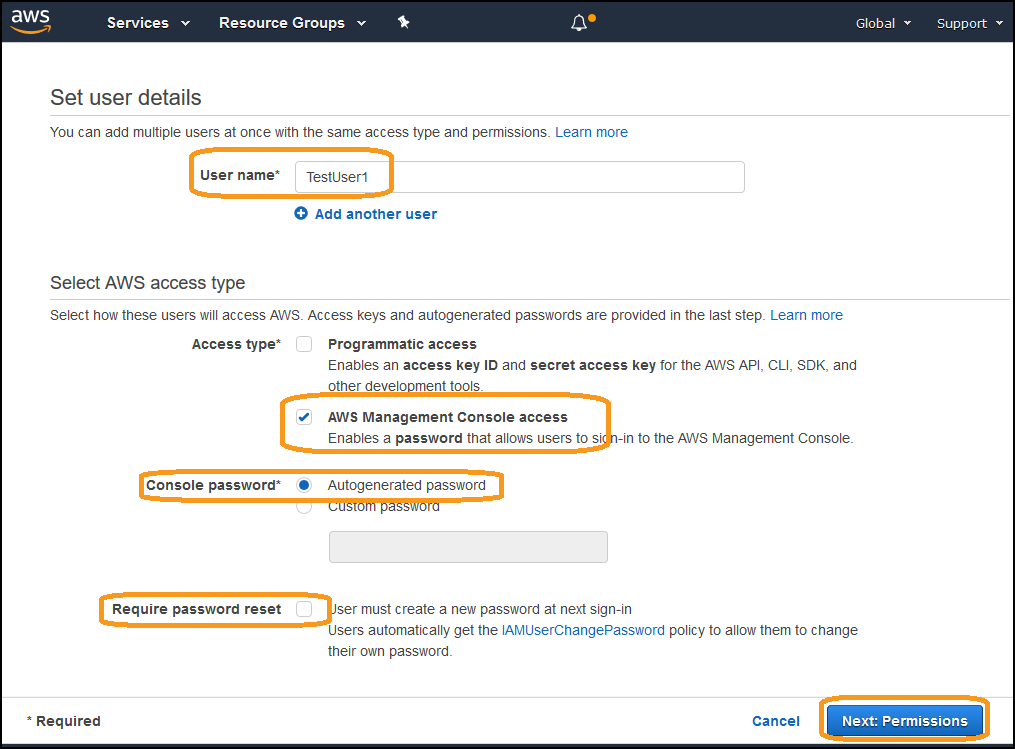 aws Services Resource Groups Global Support
Set user details
You can add multiple users at once with the same access type and permissions. Learn more
User name* TestUser1
Add another user
Select AWS access type
Select how these users will access AWS. Access keys and autogenerated passwords are provided in the last step. Learn more
Access type* Programmatic access
Enables an access key ID and secret access key for the AWS API, CLI, SDK, and
other development tools.
AWS Management Console access
Enables a password that allows users to sign-in to the AWS Management Console.
Console password* Autogenerated password
Custom password
Require password reset User must create a new password at next sign-in
Users automatically get the IAMUserChangePassword policy to allow them to change
their own password.
* Required Cancel Next: Permissions